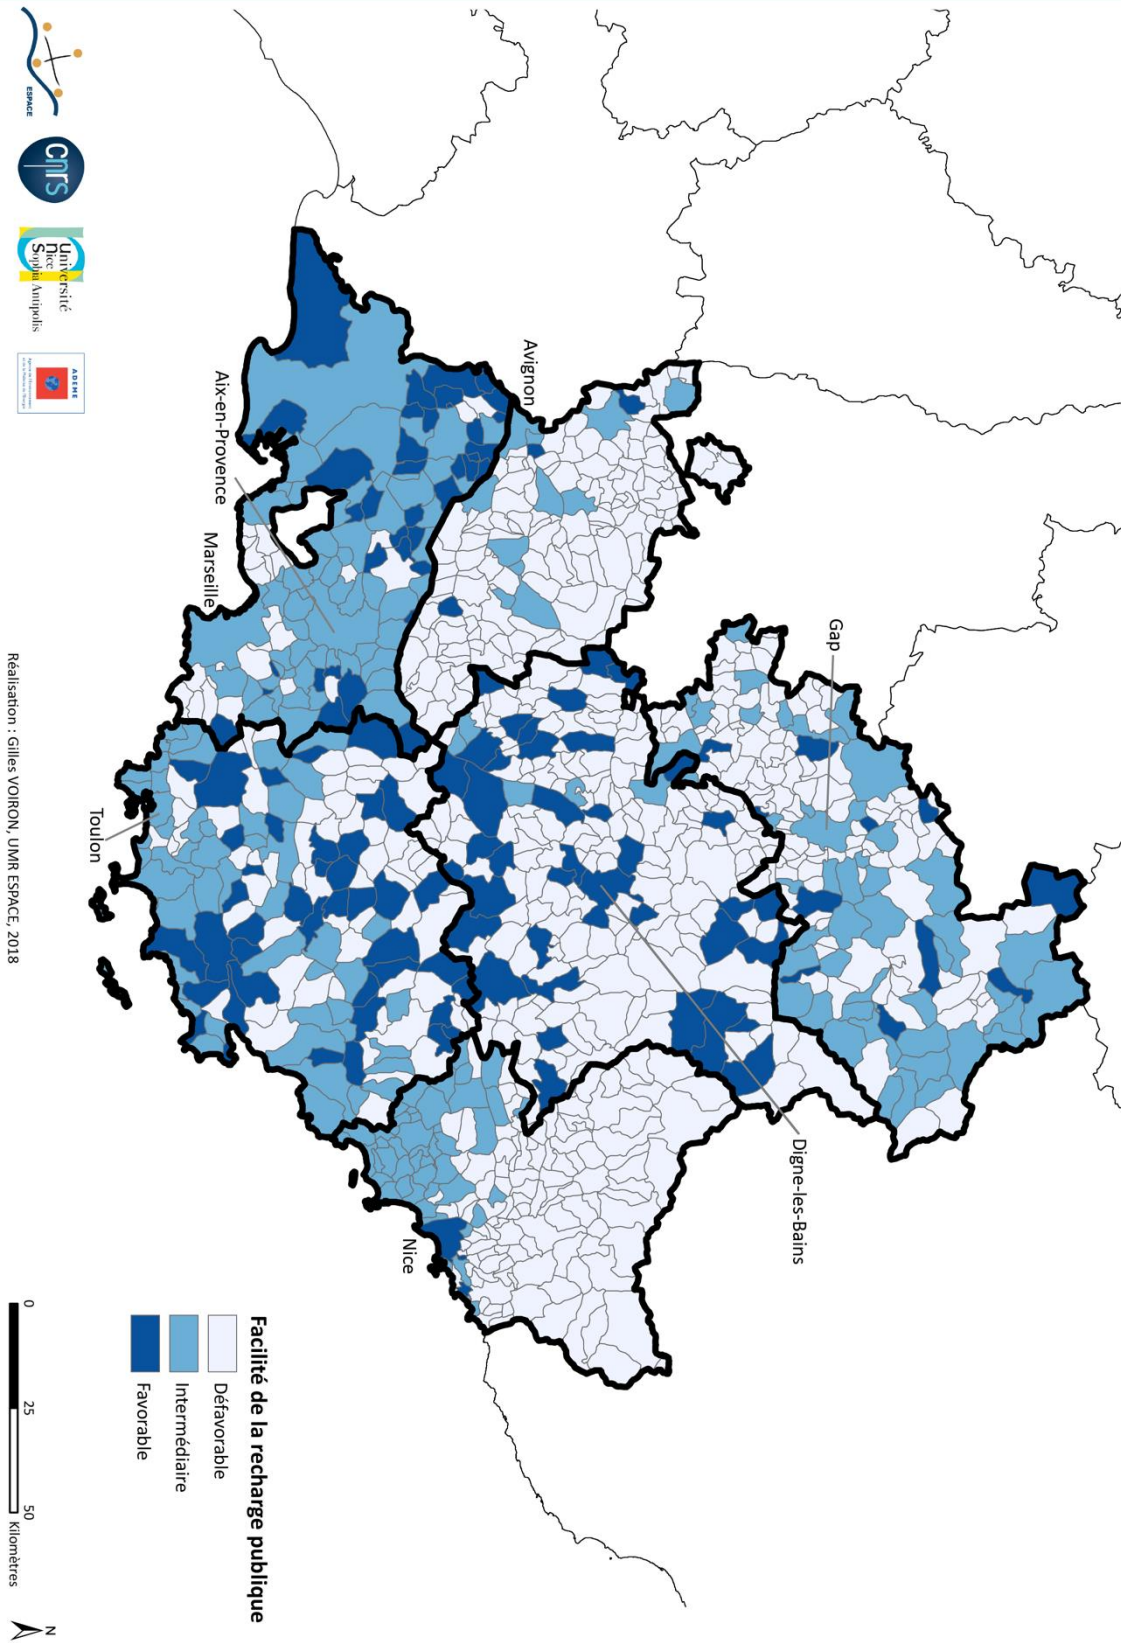 Gap
Avignon
Digne-les-Bains
Aix-en-Provence
Marseille
Nice
Toulon
Facilité de la recharge publique
Défavorable
Intermédiaire
Favorable
0 25 50 Kilomètres
N
ESPACE
cnrs
Université
nice
Sophia Antipolis
ADEME
Réalisation : Gilles VOIRON, UMR ESPACE, 2018